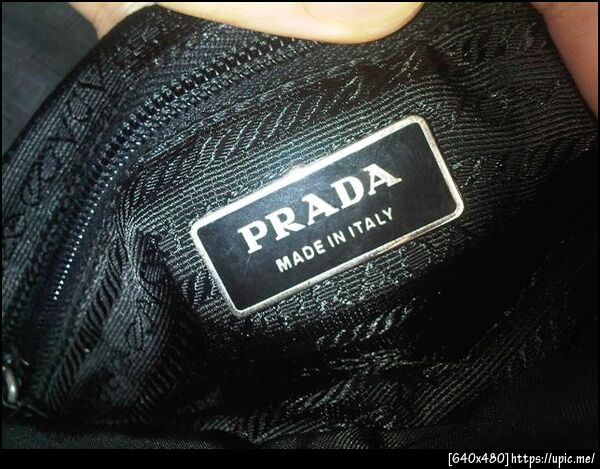 PRADA
MADE IN ITALY
[640x480]https://upic.me/